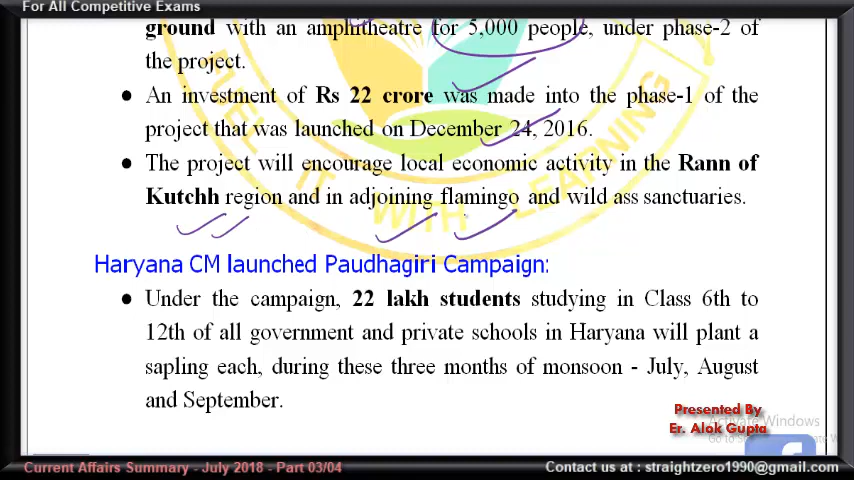 For All Competitive Exams
ground with an amphitheatre for 5,000 people, under phase-2 of
the project.
● An investment of Rs 22 crore was made into the phase-1 of the
project that was launched on December 24, 2016.
● The project will encourage local economic activity in the Rann of
Kutchh region and in adjoining flamingo and wild ass sanctuaries.
Haryana CM launched Paudhagiri Campaign:
● Under the campaign, 22 lakh students studying in Class 6th to
12th of all government and private schools in Haryana will plant a
sapling each, during these three months of monsoon - July, August
and September.
WITH LEARNING
Presented By
Er. Alok Gupta
Activate Windows
Current Affairs Summary - July 2018 - Part 03/04
Contact us at : straightzero1990@gmail.com